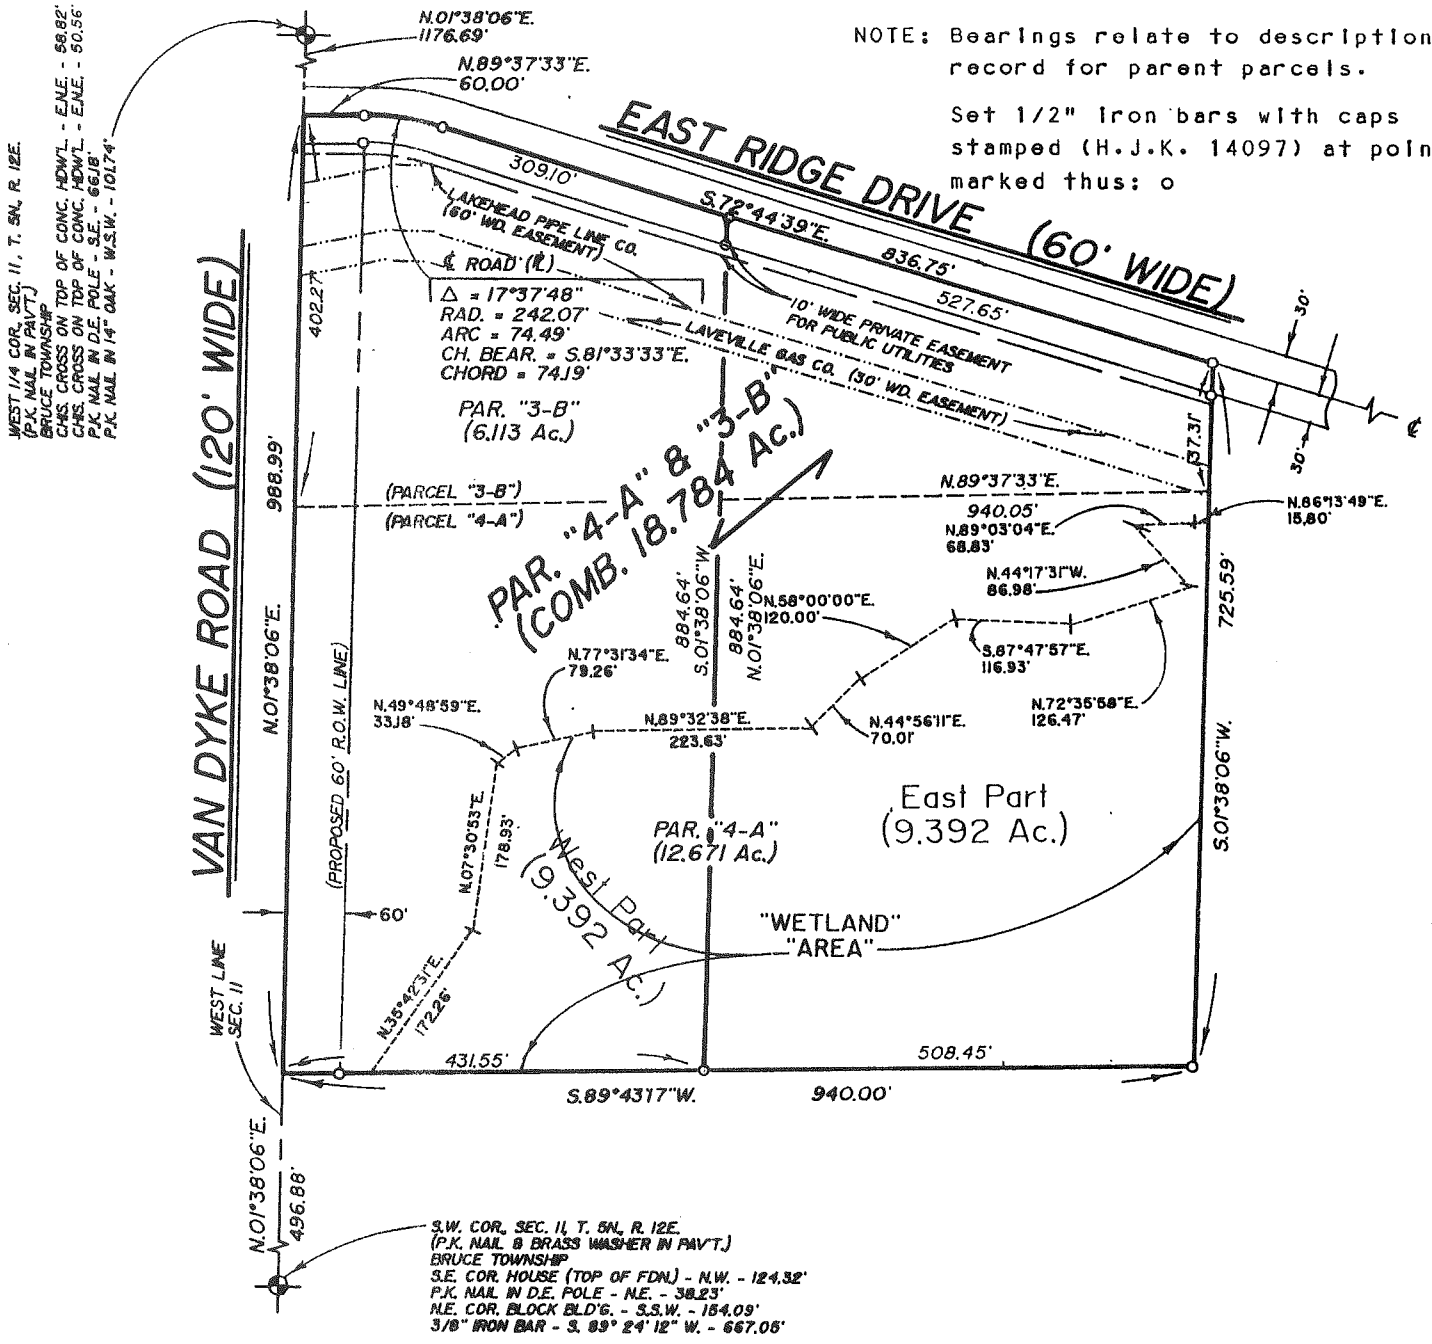 WEST 1/4 COR., SEC. 11, T. 5N., R. 12E.
(P.K. NAIL IN PAV'T.)
BRUCE TOWNSHIP
CHIS. CROSS ON TOP OF CONC. HDW'L. - E.N.E. - 58.82'
CHIS. CROSS ON TOP OF CONC. HDW'L. - E.N.E. - 50.56'
P.K. NAIL IN D.E. POLE - S.E. - 66.18'
P.K. NAIL IN 14" OAK - W.S.W. - 101.74'
N.01°38'06"E.
1176.69'
N.89°37'33"E.
60.00'
NOTE: Bearings relate to description
record for parent parcels.
Set 1/2" iron bars with caps
stamped (H.J.K. 14097) at poin
marked thus: o
EAST RIDGE DRIVE (60' WIDE)
309.10'
S.72°44'39"E.
836.75'
527.65'
LAKEHEAD PIPE LINE CO.
(60' WD. EASEMENT)
℄ ROAD (℄)
Δ = 17°37'48"
RAD. = 242.07'
ARC = 74.49'
CH. BEAR. = S.81°33'33"E.
CHORD = 74.19'
10' WIDE PRIVATE EASEMENT
FOR PUBLIC UTILITIES
LAVEVILLE GAS CO. (30' WD. EASEMENT)
30'
30'
℄
402.27'
137.31'
PAR. "3-B"
(6.113 Ac.)
PAR. "4-A" & "3-B"
(COMB. 18.784 Ac.)
VAN DYKE ROAD (120' WIDE)
988.99'
N.01°38'06"E.
(PARCEL "3-B")
(PARCEL "4-A")
N.89°37'33"E.
940.05'
N.86°13'49"E.
15.80'
N.89°03'04"E.
68.83'
N.44°17'31"W.
86.98'
725.59'
S.01°38'06"W.
884.64'
S.01°38'06"W
884.64'
N.01°38'06"E.
N.58°00'00"E.
120.00'
S.87°47'57"E.
116.93'
N.72°35'58"E.
126.47'
N.77°31'34"E.
79.26'
N.49°48'59"E.
33.18'
N.89°32'38"E.
223.63'
N.44°56'11"E.
70.01'
(PROPOSED 60' R.O.W. LINE)
N.07°30'53"E.
178.93'
East Part
(9.392 Ac.)
PAR. "4-A"
(12.671 Ac.)
West Part
(9.392 Ac.)
60'
"WETLAND"
"AREA"
WEST LINE
SEC. 11
N.35°42'31"E.
172.26'
431.55'
508.45'
S.89°43'17"W.
940.00'
N.01°38'06"E.
496.88'
S.W. COR., SEC. 11, T. 5N., R. 12E.
(P.K. NAIL & BRASS WASHER IN PAV'T.)
BRUCE TOWNSHIP
S.E. COR. HOUSE (TOP OF FDN.) - N.W. - 124.32'
P.K. NAIL IN D.E. POLE - N.E. - 38.23'
N.E. COR. BLOCK BLD'G. - S.S.W. - 154.09'
3/8" IRON BAR - S. 89° 24' 12" W. - 667.05'